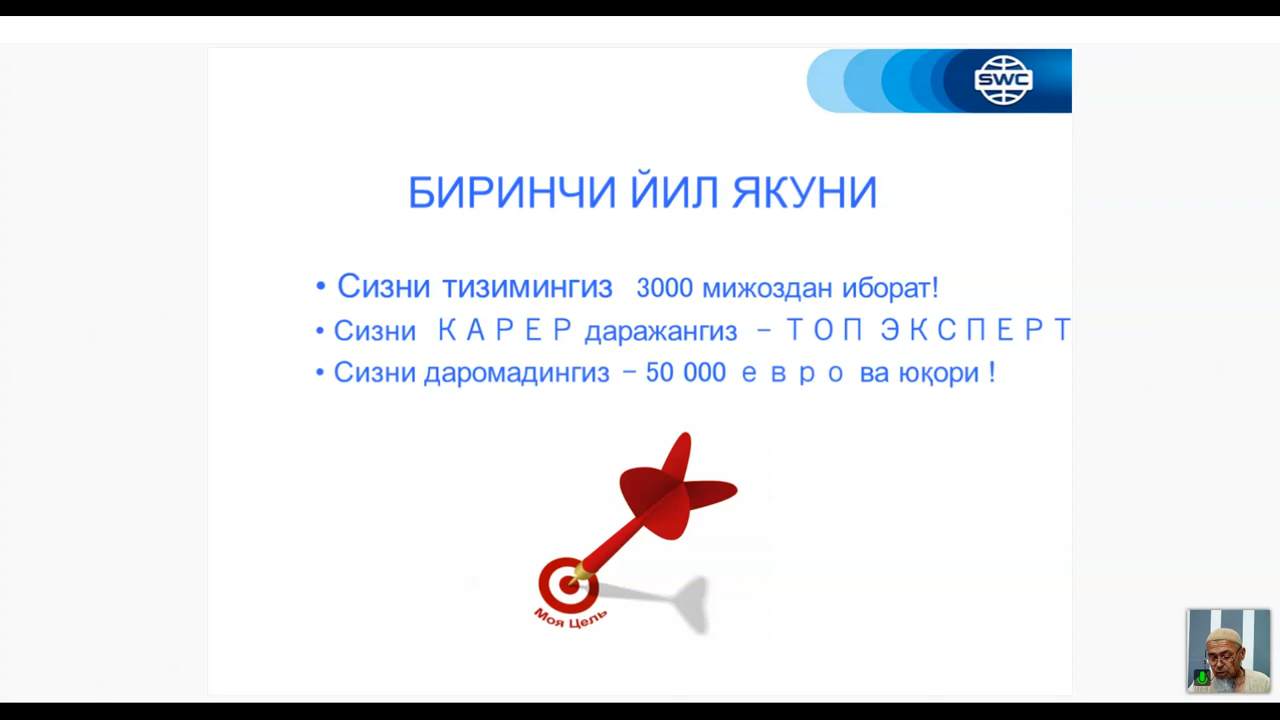 SWC
БИРИНЧИ ЙИЛ ЯКУНИ
• Сизни тизимингиз 3000 мижоздан иборат!
• Сизни К А Р Е Р даражангиз – Т О П Э К С П Е Р Т
• Сизни даромадингиз – 50 000 е в р о ва юқори !
Моя Цель